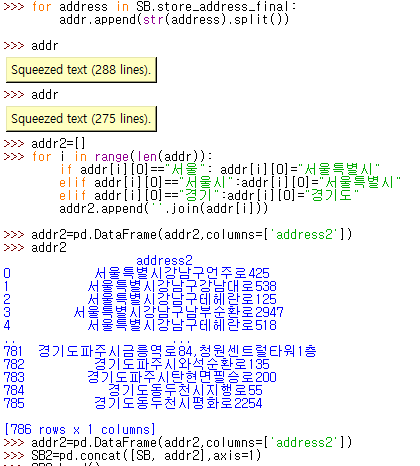 >>> for address in SB.store_address_final:
addr.append(str(address).split())
>>> addr
Squeezed text (288 lines).
>>> addr
Squeezed text (275 lines).
>>> addr2=[]
>>> for i in range(len(addr)):
if addr[i][0]=="서울": addr[i][0]="서울특별시"
elif addr[i][0]=="서울시":addr[i][0]="서울특별시"
elif addr[i][0]=="경기":addr[i][0]="경기도"
addr2.append(''.join(addr[i]))
>>> addr2=pd.DataFrame(addr2,columns=['address2'])
>>> addr2
address2
0 서울특별시강남구언주로425
1 서울특별시강남구강남대로538
2 서울특별시강남구테헤란로125
3 서울특별시강남구남부순환로2947
4 서울특별시강남구테헤란로518
.. ...
781 경기도파주시금릉역로84,청원센트럴타워1층
782 경기도파주시와석순환로135
783 경기도파주시탄현면필승로200
784 경기도동두천시지행로55
785 경기도동두천시평화로2254
[786 rows x 1 columns]
>>> addr2=pd.DataFrame(addr2,columns=['address2'])
>>> SB2=pd.concat([SB, addr2],axis=1)